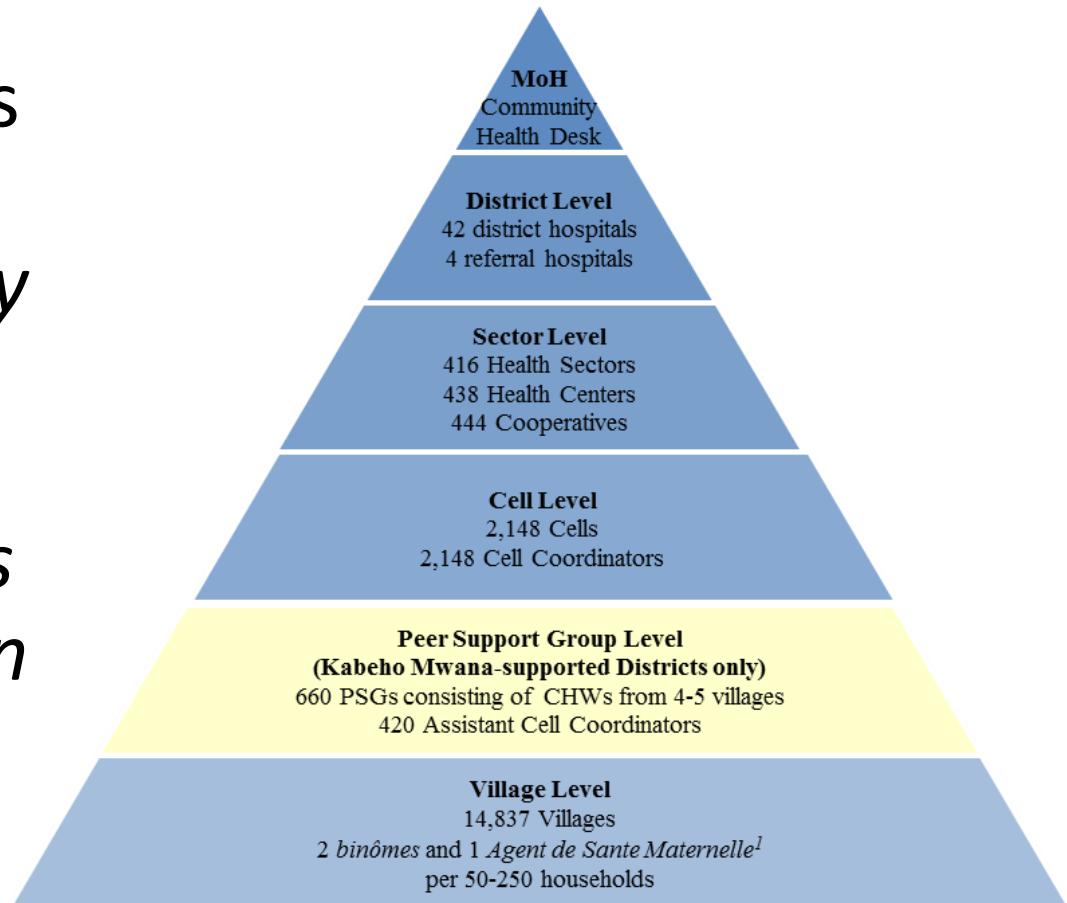 MoH
Community
Health Desk
District Level
42 district hospitals
4 referral hospitals
Sector Level
416 Health Sectors
438 Health Centers
444 Cooperatives
Cell Level
2,148 Cells
2,148 Cell Coordinators
Peer Support Group Level
(Kabeho Mwana-supported Districts only)
660 PSGs consisting of CHWs from 4-5 villages
420 Assistant Cell Coordinators
Village Level
14,837 Villages
2 binômes and 1 Agent de Sante Maternelle¹
per 50-250 households